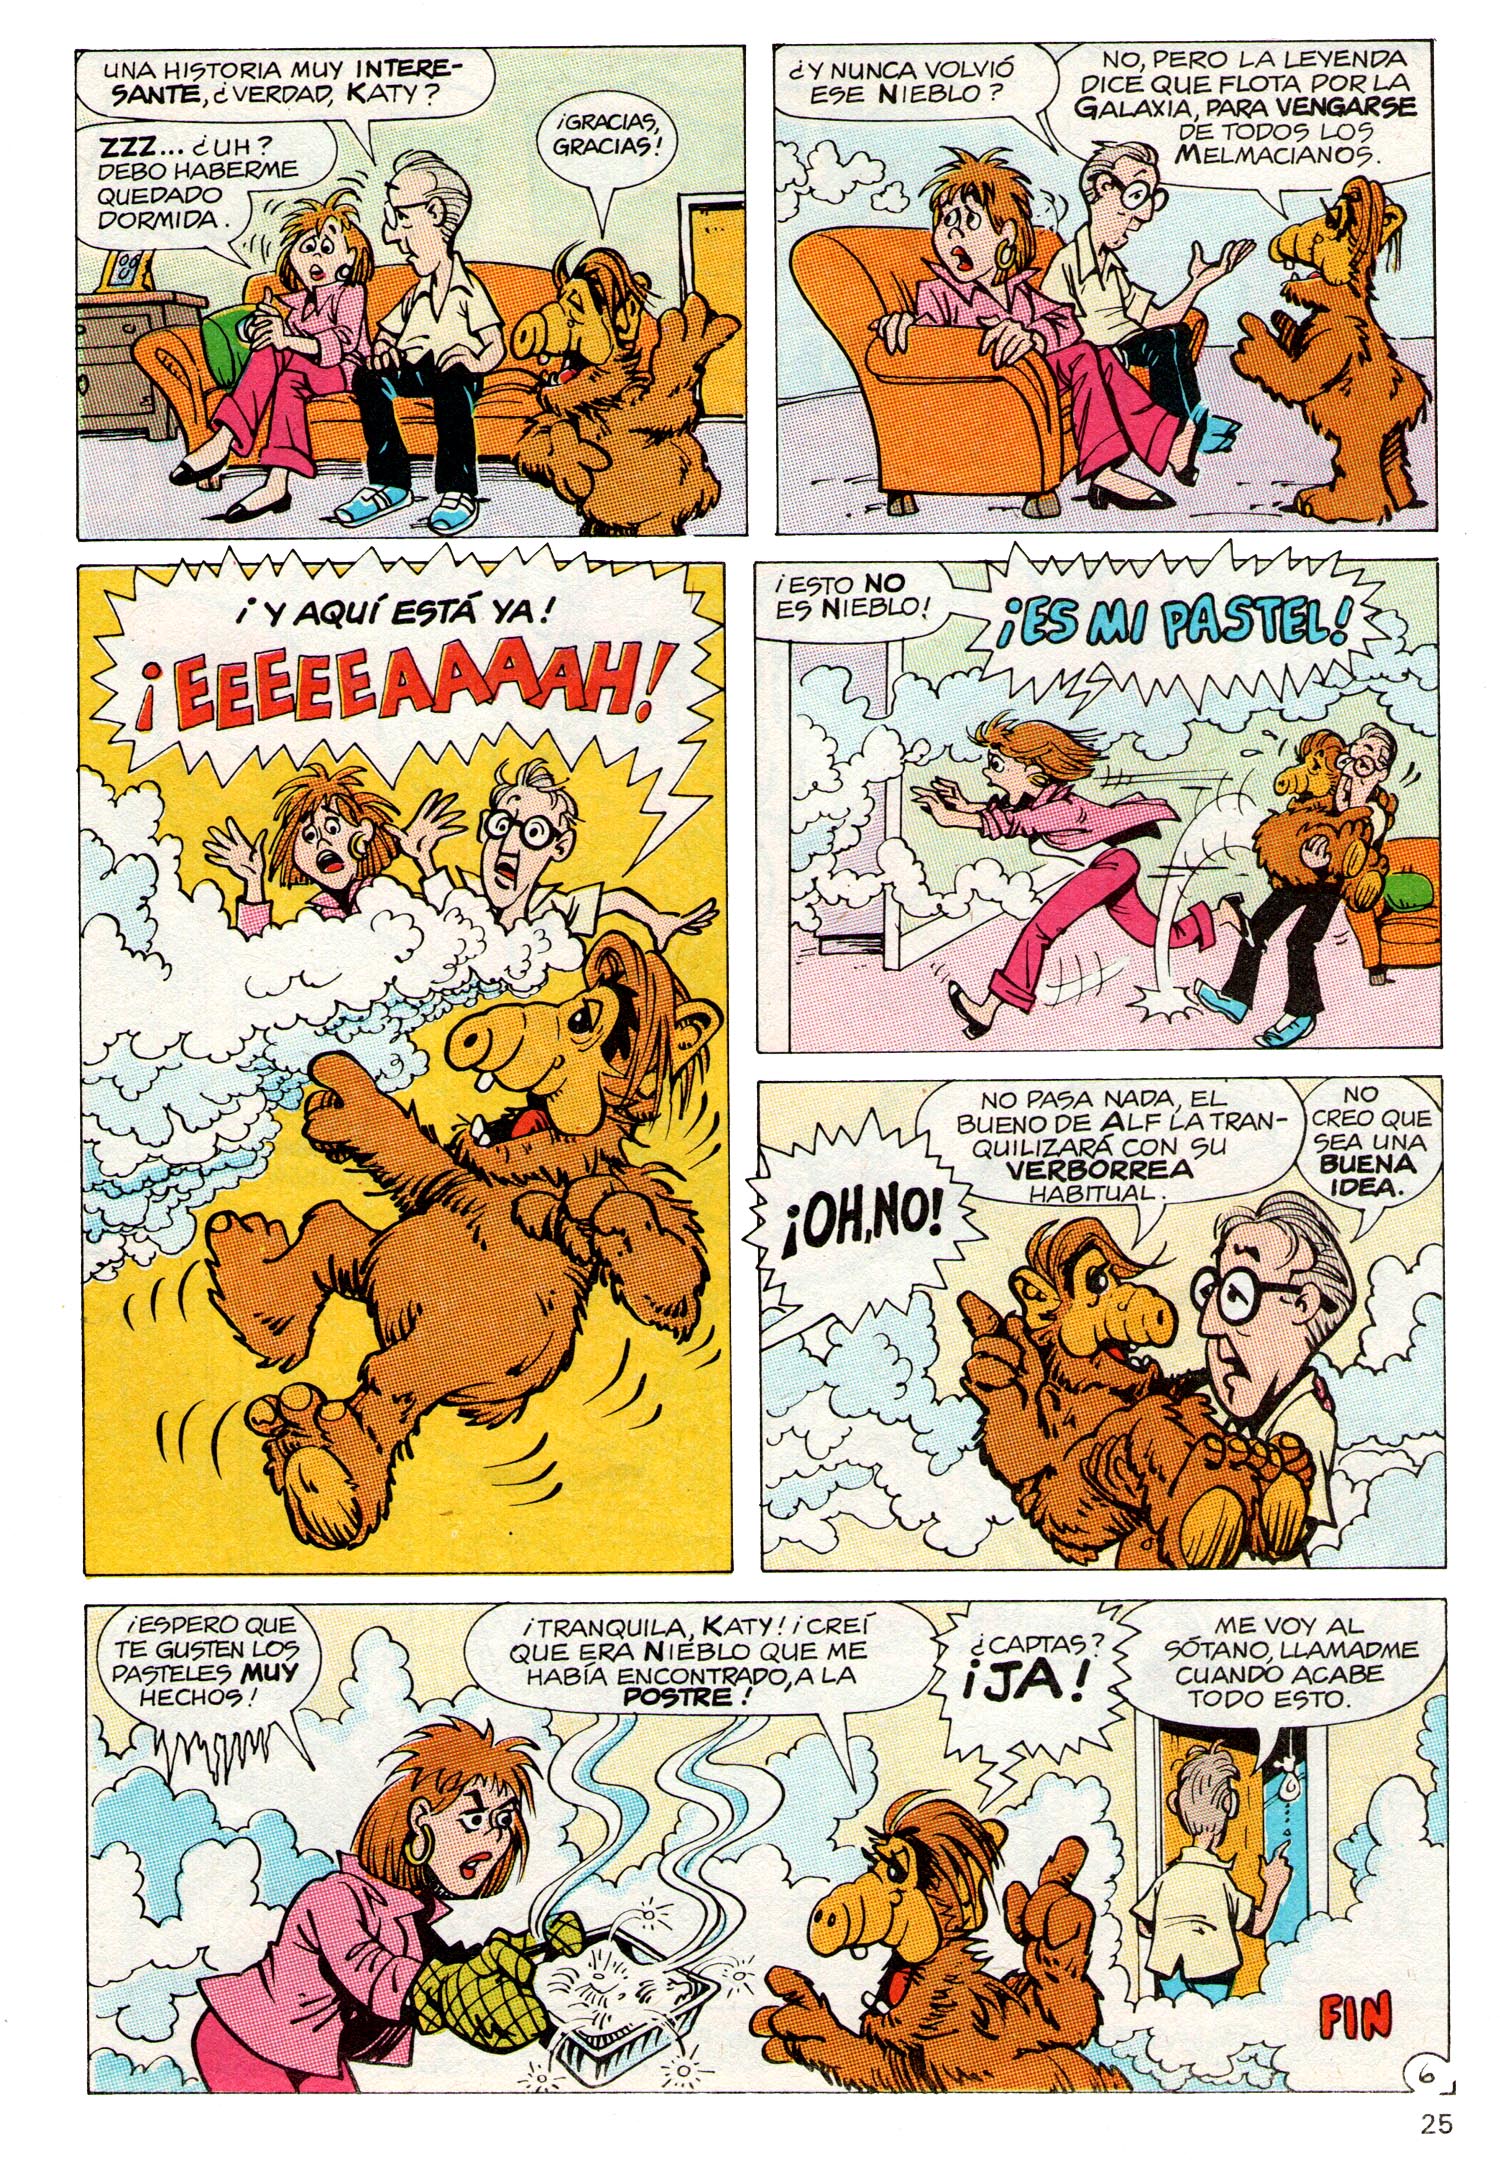 UNA HISTORIA MUY INTERE-
SANTE, ¿VERDAD, KATY?
ZZZ... ¿UH?
DEBO HABERME
QUEDADO
DORMIDA.
¡GRACIAS,
GRACIAS!
¿Y NUNCA VOLVIÓ
ESE NIEBLO?
NO, PERO LA LEYENDA
DICE QUE FLOTA POR LA
GALAXIA, PARA VENGARSE
DE TODOS LOS
MELMACIANOS.
¡Y AQUÍ ESTÁ YA!
¡EEEEEAAAAAH!
¡ESTO NO
ES NIEBLO!
¡ES MI PASTEL!
¡OH, NO!
NO PASA NADA, EL
BUENO DE ALF LA TRAN-
QUILIZARÁ CON SU
VERBORREA
HABITUAL.
NO
CREO QUE
SEA UNA
BUENA
IDEA.
¡ESPERO QUE
TE GUSTEN LOS
PASTELES MUY
HECHOS!
¡TRANQUILA, KATY! ¡CREÍ
QUE ERA NIEBLO QUE ME
HABÍA ENCONTRADO, A LA
POSTRE!
¿CAPTAS?
¡JA!
ME VOY AL
SÓTANO, LLAMADME
CUANDO ACABE
TODO ESTO.
FIN
6
25